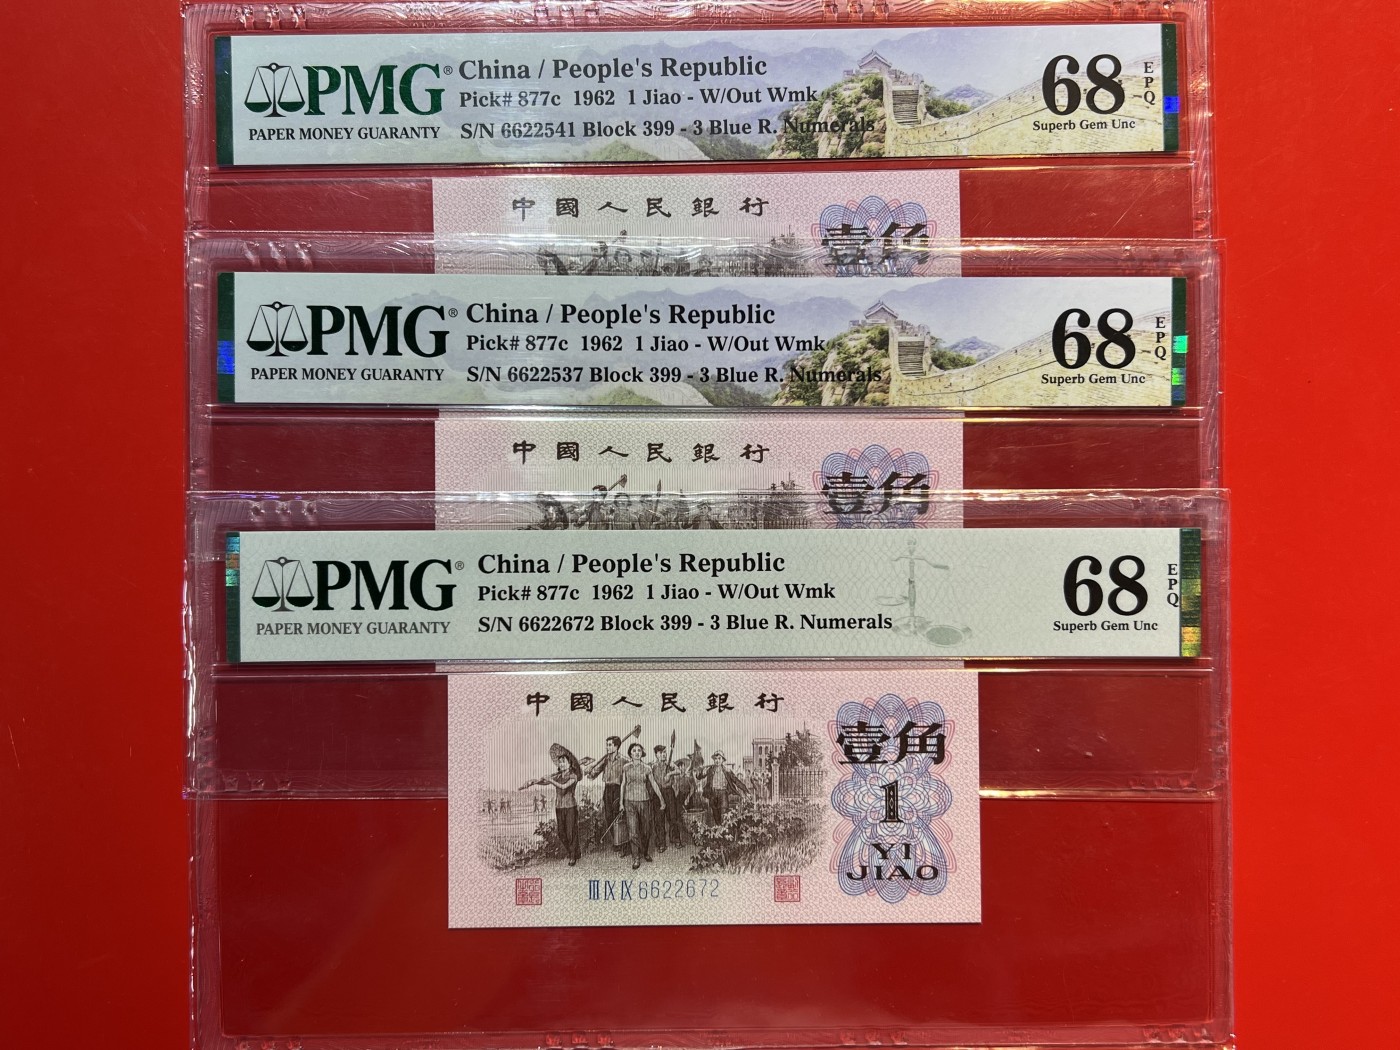 PMG®
PAPER MONEY GUARANTY
China / People's Republic
Pick# 877c 1962 1 Jiao - W/Out Wmk
S/N 6622541 Block 399 - 3 Blue R. Numerals
68
EPQ
Superb Gem Unc
中國人民銀行
壹角
PMG®
PAPER MONEY GUARANTY
China / People's Republic
Pick# 877c 1962 1 Jiao - W/Out Wmk
S/N 6622537 Block 399 - 3 Blue R. Numerals
68
EPQ
Superb Gem Unc
中國人民銀行
壹角
PMG®
PAPER MONEY GUARANTY
China / People's Republic
Pick# 877c 1962 1 Jiao - W/Out Wmk
S/N 6622672 Block 399 - 3 Blue R. Numerals
68
EPQ
Superb Gem Unc
中國人民銀行
壹角
1
YI
JIAO
ⅢⅨⅨ 6622672